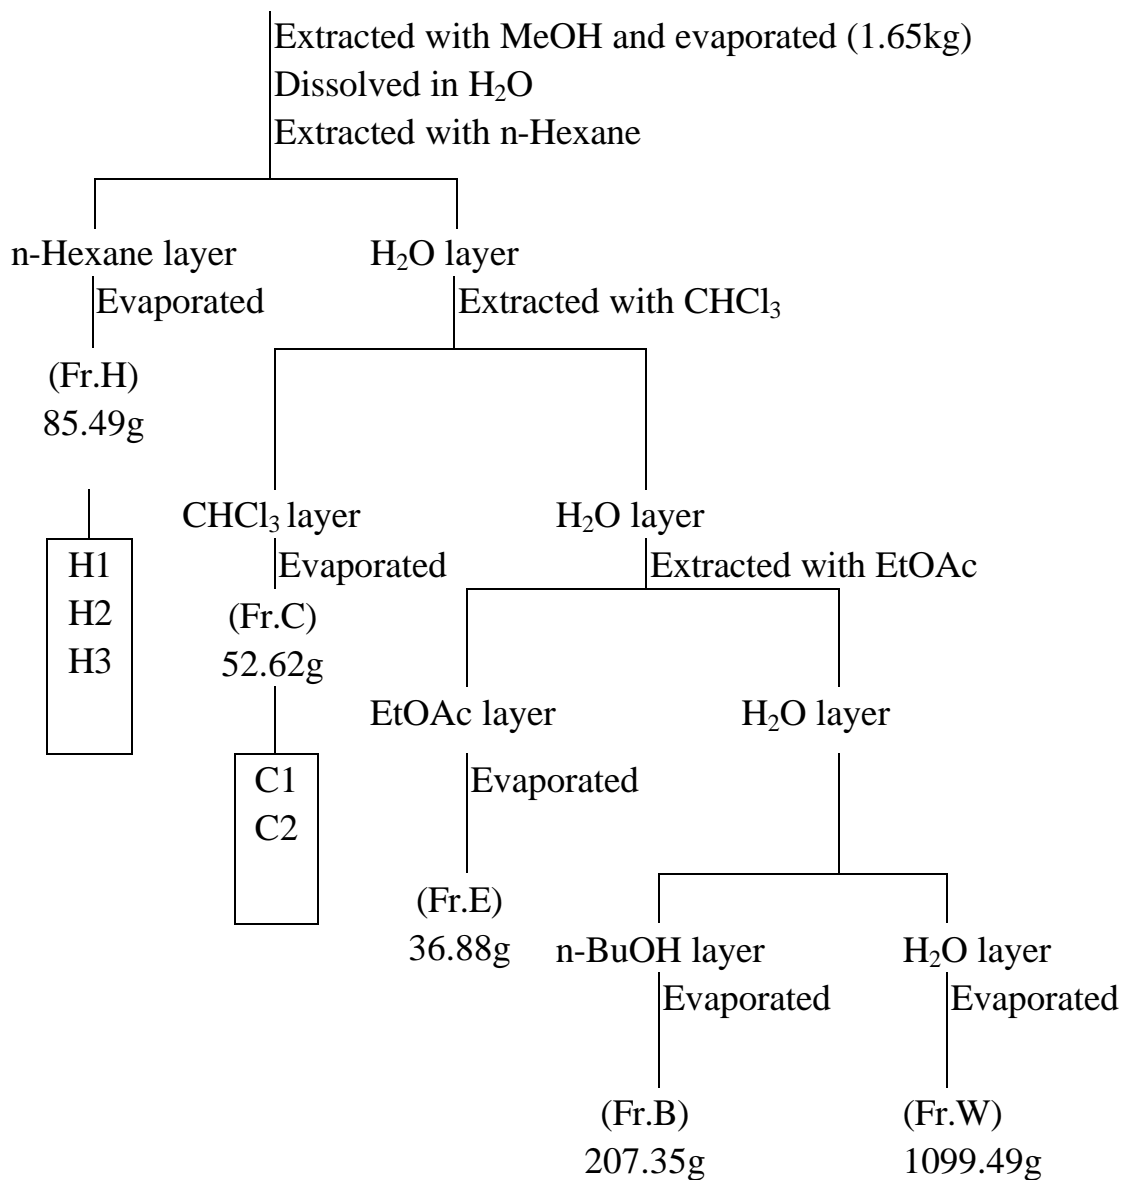 Extracted with MeOH and evaporated (1.65kg)
Dissolved in H₂O
Extracted with n-Hexane
n-Hexane layer
H₂O layer
Evaporated
Extracted with CHCl₃
(Fr.H)
85.49g
CHCl₃ layer
H₂O layer
H1
H2
H3
Evaporated
Extracted with EtOAc
(Fr.C)
52.62g
EtOAc layer
H₂O layer
C1
C2
Evaporated
(Fr.E)
36.88g
n-BuOH layer
H₂O layer
Evaporated
Evaporated
(Fr.B)
(Fr.W)
207.35g
1099.49g